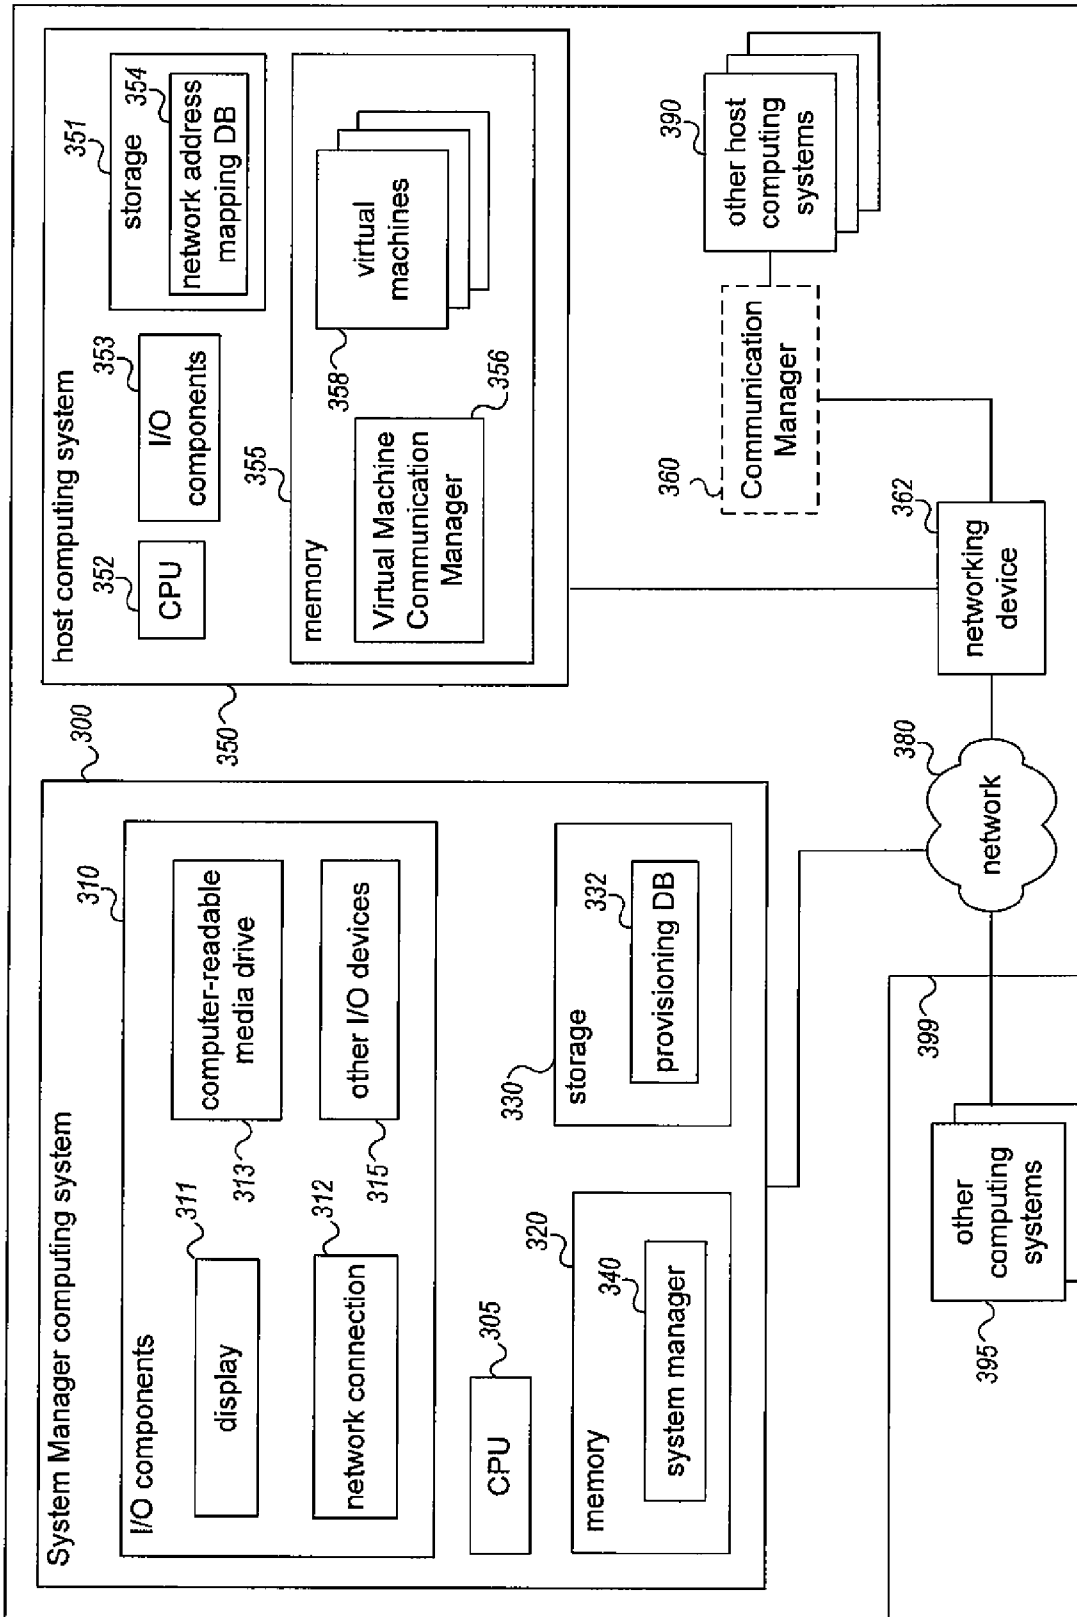 System Manager computing system
300
I/O components
310
display
311
computer-readable
media drive
313
network connection
312
other I/O devices
315
CPU
305
memory
320
system manager
340
storage
330
provisioning DB
332
host computing system
350
CPU
352
I/O
components
353
storage
351
network address
mapping DB
354
memory
355
Virtual Machine
Communication
Manager
356
virtual
machines
358
Communication
Manager
360
other host
computing
systems
390
networking
device
362
network
380
399
other
computing
systems
395